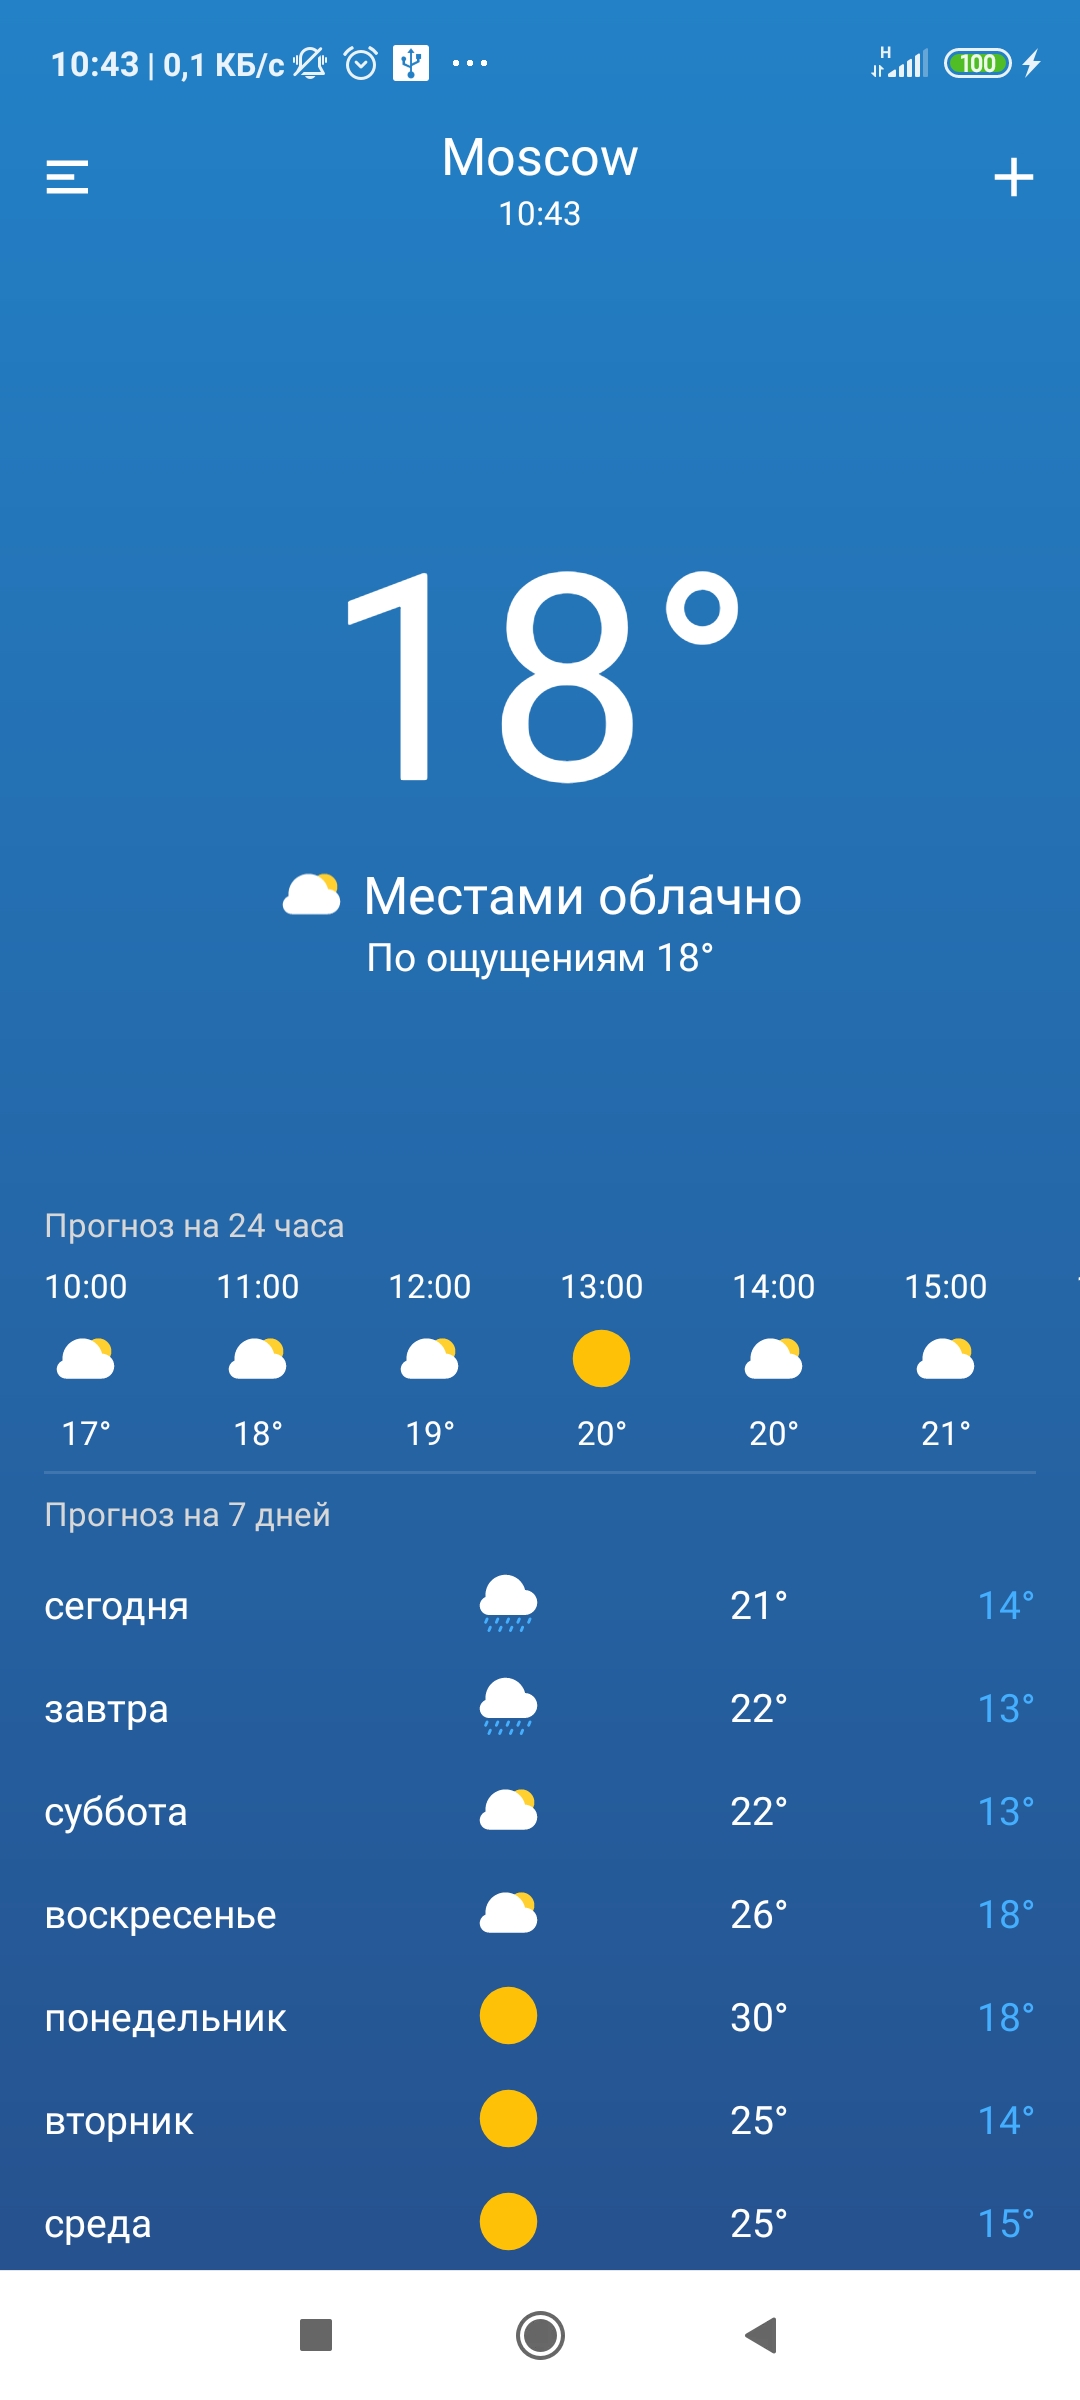 10:43 | 0,1 КБ/с ... H 100
Moscow
10:43
18°
Местами облачно
По ощущениям 18°
Прогноз на 24 часа
10:00 11:00 12:00 13:00 14:00 15:00
17° 18° 19° 20° 20° 21°
Прогноз на 7 дней
сегодня 21° 14°
завтра 22° 13°
суббота 22° 13°
воскресенье 26° 18°
понедельник 30° 18°
вторник 25° 14°
среда 25° 15°